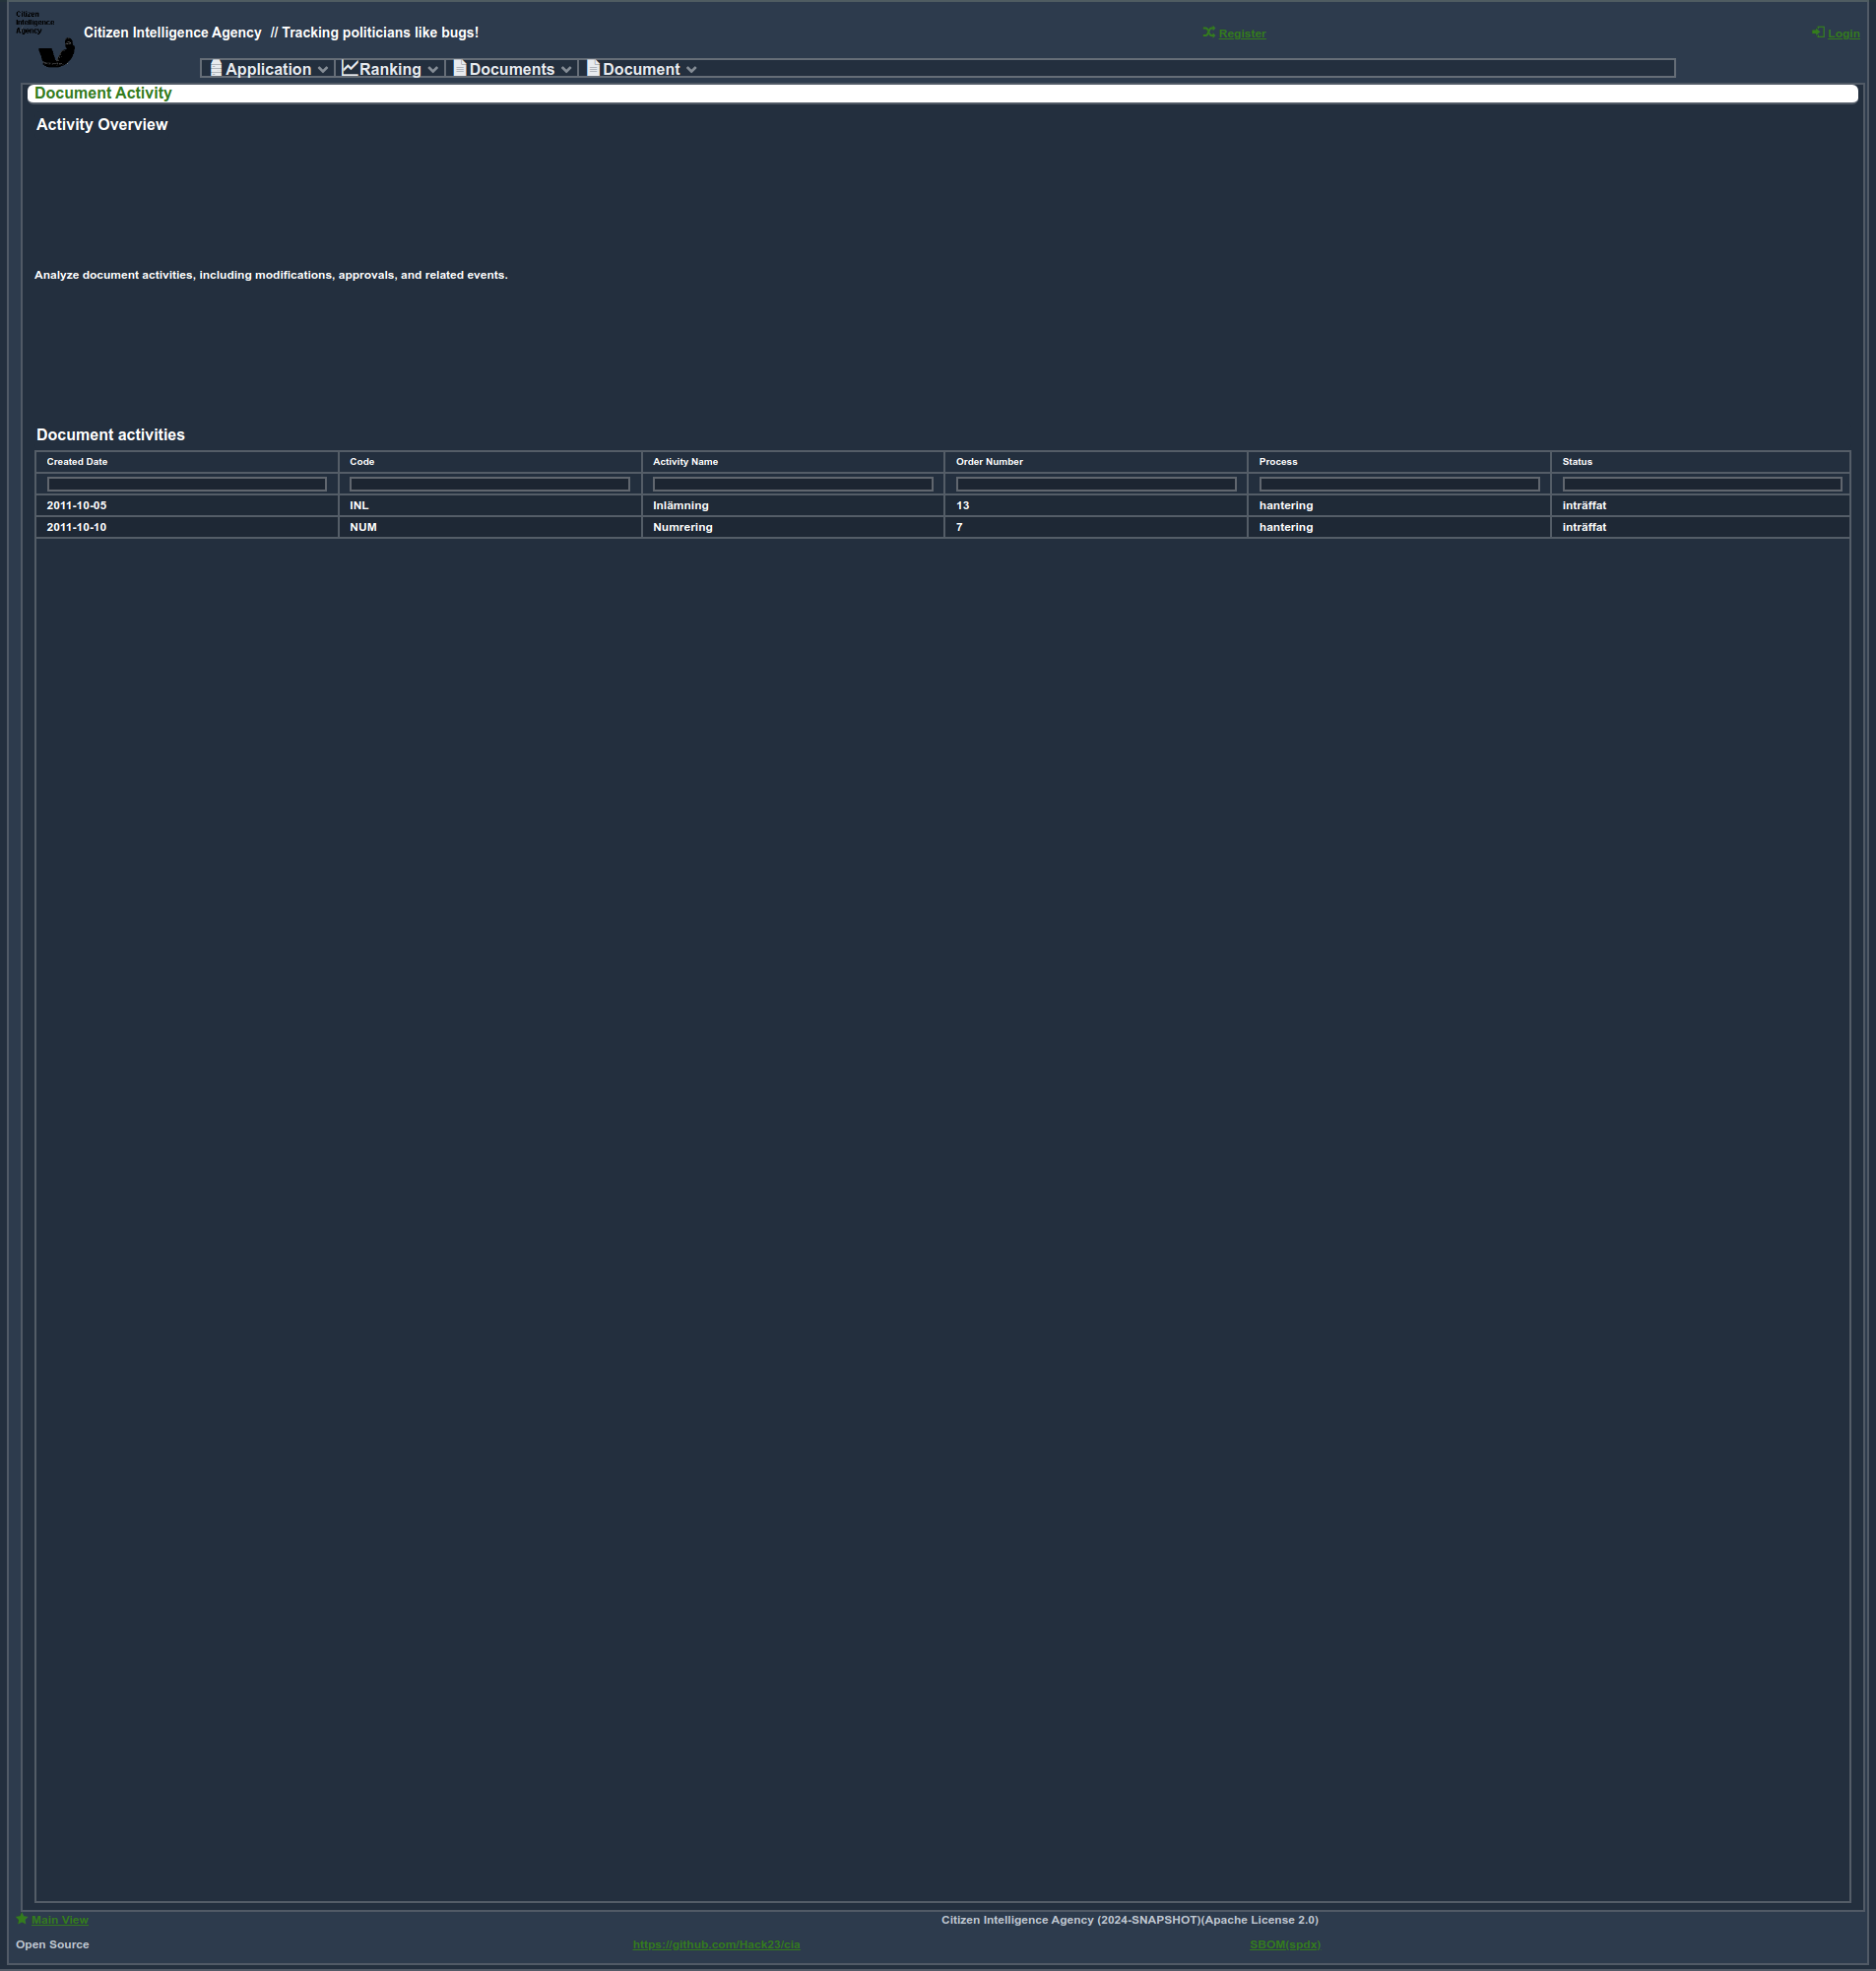 Citizen
Intelligence
Agency
Citizen Intelligence Agency // Tracking politicians like bugs!
Register
Login
Application
Ranking
Documents
Document
Document Activity
Activity Overview
Analyze document activities, including modifications, approvals, and related events.
Document activities
Created Date Code Activity Name Order Number Process Status
2011-10-05 INL Inlämning 13 hantering inträffat
2011-10-10 NUM Numrering 7 hantering inträffat
Main View
Citizen Intelligence Agency (2024-SNAPSHOT)(Apache License 2.0)
Open Source
https://github.com/Hack23/cia
SBOM(spdx)